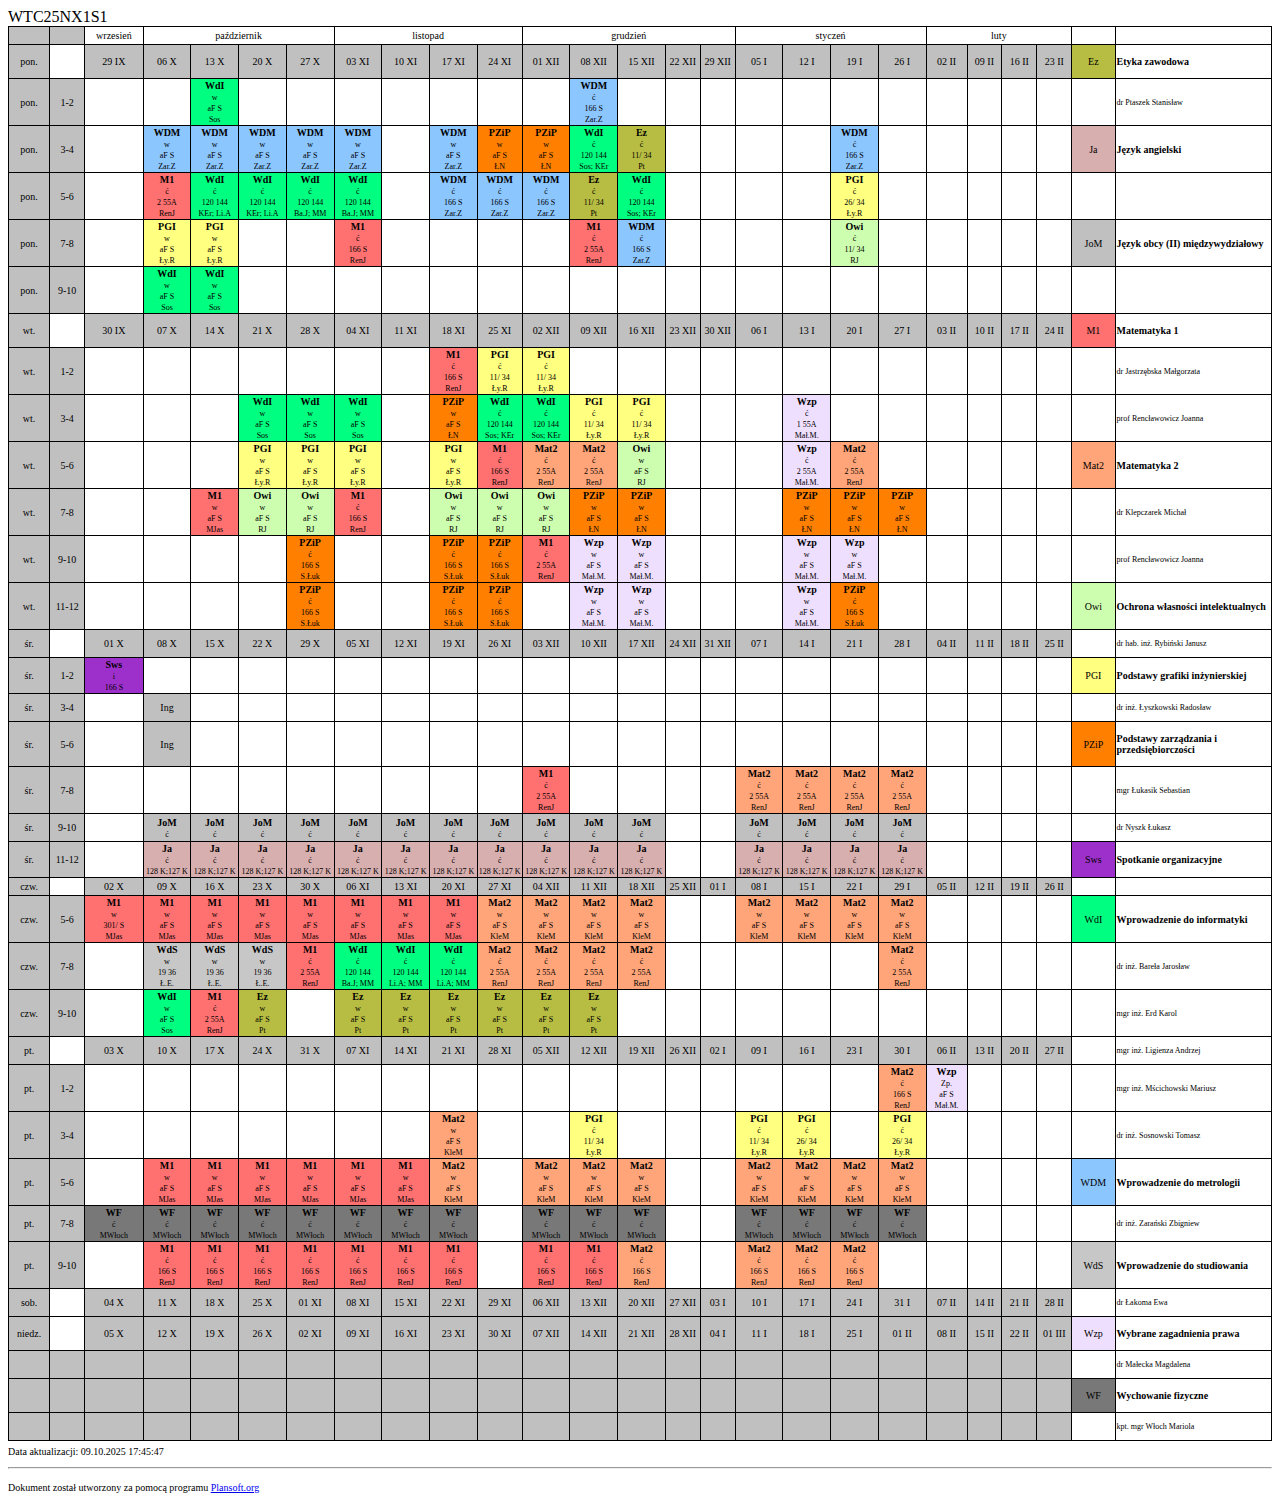 WTC25NX1S1
wrzesień październik listopad grudzień styczeń luty
pon. 29 IX 06 X 13 X 20 X 27 X 03 XI 10 XI 17 XI 24 XI 01 XII 08 XII 15 XII 22 XII 29 XII 05 I 12 I 19 I 26 I 02 II 09 II 16 II 23 II Ez Etyka zawodowa
pon. 1-2 WdI WDM dr Ptaszek Stanisław
w ć
aF S 166 S
Sos Zar.Z
pon. 3-4 WDM WDM WDM WDM WDM WDM PZiP PZiP WdI Ez WDM Ja Język angielski
w w w w w w w w ć ć ć
aF S aF S aF S aF S aF S aF S aF S aF S 120 144 11/ 34 166 S
Zar.Z Zar.Z Zar.Z Zar.Z Zar.Z Zar.Z ŁN ŁN Sos; KEr Pt Zar.Z
pon. 5-6 M1 WdI WdI WdI WdI WDM WDM WDM Ez WdI PGI
ć ć ć ć ć ć ć ć ć ć ć
2 55A 120 144 120 144 120 144 120 144 166 S 166 S 166 S 11/ 34 120 144 26/ 34
RenJ KEr; Li.A KEr; Li.A Ba.J; MM Ba.J; MM Zar.Z Zar.Z Zar.Z Pt Sos; KEr Ły.R
pon. 7-8 PGI PGI M1 M1 WDM Owi JoM Język obcy (II) międzywydziałowy
w w ć ć ć ć
aF S aF S 166 S 2 55A 166 S 11/ 34
Ły.R Ły.R RenJ RenJ Zar.Z RJ
pon. 9-10 WdI WdI
w w
aF S aF S
Sos Sos
wt. 30 IX 07 X 14 X 21 X 28 X 04 XI 11 XI 18 XI 25 XI 02 XII 09 XII 16 XII 23 XII 30 XII 06 I 13 I 20 I 27 I 03 II 10 II 17 II 24 II M1 Matematyka 1
wt. 1-2 M1 PGI PGI dr Jastrzębska Małgorzata
ć ć ć
166 S 11/ 34 11/ 34
RenJ Ły.R Ły.R
wt. 3-4 WdI WdI WdI PZiP WdI WdI PGI PGI Wzp prof Rencławowicz Joanna
w w w w ć ć ć ć ć
aF S aF S aF S aF S 120 144 120 144 11/ 34 11/ 34 1 55A
Sos Sos Sos ŁN Sos; KEr Sos; KEr Ły.R Ły.R Mał.M.
wt. 5-6 PGI PGI PGI PGI M1 Mat2 Mat2 Owi Wzp Mat2 Mat2 Matematyka 2
w w w w ć ć ć w ć ć
aF S aF S aF S aF S 166 S 2 55A 2 55A aF S 2 55A 2 55A
Ły.R Ły.R Ły.R Ły.R RenJ RenJ RenJ RJ Mał.M. RenJ
wt. 7-8 M1 Owi Owi M1 Owi Owi Owi PZiP PZiP PZiP PZiP PZiP dr Klepczarek Michał
w w w ć w w w w w w w w
aF S aF S aF S 166 S aF S aF S aF S aF S aF S aF S aF S aF S
MJas RJ RJ RenJ RJ RJ RJ ŁN ŁN ŁN ŁN ŁN
wt. 9-10 PZiP PZiP PZiP M1 Wzp Wzp Wzp Wzp prof Rencławowicz Joanna
ć ć ć ć w w w w
166 S 166 S 166 S 2 55A aF S aF S aF S aF S
S.Łuk S.Łuk S.Łuk RenJ Mał.M. Mał.M. Mał.M. Mał.M.
wt. 11-12 PZiP PZiP PZiP Wzp Wzp Wzp PZiP Owi Ochrona własności intelektualnych
ć ć ć w w w ć
166 S 166 S 166 S aF S aF S aF S 166 S
S.Łuk S.Łuk S.Łuk Mał.M. Mał.M. Mał.M. S.Łuk
śr. 01 X 08 X 15 X 22 X 29 X 05 XI 12 XI 19 XI 26 XI 03 XII 10 XII 17 XII 24 XII 31 XII 07 I 14 I 21 I 28 I 04 II 11 II 18 II 25 II dr hab. inż. Rybiński Janusz
śr. 1-2 Sws PGI Podstawy grafiki inżynierskiej
i
166 S
śr. 3-4 Ing dr inż. Łyszkowski Radosław
śr. 5-6 Ing PZiP Podstawy zarządzania i
przedsiębiorczości
śr. 7-8 M1 Mat2 Mat2 Mat2 Mat2 mgr Łukasik Sebastian
ć ć ć ć ć
2 55A 2 55A 2 55A 2 55A 2 55A
RenJ RenJ RenJ RenJ RenJ
śr. 9-10 JoM JoM JoM JoM JoM JoM JoM JoM JoM JoM JoM JoM JoM JoM JoM dr Nyszk Łukasz
ć ć ć ć ć ć ć ć ć ć ć ć ć ć ć
śr. 11-12 Ja Ja Ja Ja Ja Ja Ja Ja Ja Ja Ja Ja Ja Ja Ja Sws Spotkanie organizacyjne
ć ć ć ć ć ć ć ć ć ć ć ć ć ć ć
128 K;127 K 128 K;127 K 128 K;127 K 128 K;127 K 128 K;127 K 128 K;127 K 128 K;127 K 128 K;127 K 128 K;127 K 128 K;127 K 128 K;127 K 128 K;127 K 128 K;127 K 128 K;127 K 128 K;127 K
czw. 02 X 09 X 16 X 23 X 30 X 06 XI 13 XI 20 XI 27 XI 04 XII 11 XII 18 XII 25 XII 01 I 08 I 15 I 22 I 29 I 05 II 12 II 19 II 26 II
czw. 5-6 M1 M1 M1 M1 M1 M1 M1 M1 Mat2 Mat2 Mat2 Mat2 Mat2 Mat2 Mat2 Mat2 WdI Wprowadzenie do informatyki
w w w w w w w w w w w w w w w w
301/ S aF S aF S aF S aF S aF S aF S aF S aF S aF S aF S aF S aF S aF S aF S aF S
MJas MJas MJas MJas MJas MJas MJas MJas KleM KleM KleM KleM KleM KleM KleM KleM
czw. 7-8 WdS WdS WdS M1 WdI WdI WdI Mat2 Mat2 Mat2 Mat2 Mat2 dr inż. Bareła Jarosław
w w w ć ć ć ć ć ć ć ć ć
19 36 19 36 19 36 2 55A 120 144 120 144 120 144 2 55A 2 55A 2 55A 2 55A 2 55A
Ł.E. Ł.E. Ł.E. RenJ Ba.J; MM Li.A; MM Li.A; MM RenJ RenJ RenJ RenJ RenJ
czw. 9-10 WdI M1 Ez Ez Ez Ez Ez Ez Ez mgr inż. Erd Karol
w ć w w w w w w w
aF S 2 55A aF S aF S aF S aF S aF S aF S aF S
Sos RenJ Pt Pt Pt Pt Pt Pt Pt
pt. 03 X 10 X 17 X 24 X 31 X 07 XI 14 XI 21 XI 28 XI 05 XII 12 XII 19 XII 26 XII 02 I 09 I 16 I 23 I 30 I 06 II 13 II 20 II 27 II mgr inż. Ligienza Andrzej
pt. 1-2 Mat2 Wzp mgr inż. Mścichowski Mariusz
ć Zp.
166 S aF S
RenJ Mał.M.
pt. 3-4 Mat2 PGI PGI PGI PGI dr inż. Sosnowski Tomasz
w ć ć ć ć
aF S 11/ 34 11/ 34 26/ 34 26/ 34
KleM Ły.R Ły.R Ły.R Ły.R
pt. 5-6 M1 M1 M1 M1 M1 M1 Mat2 Mat2 Mat2 Mat2 Mat2 Mat2 Mat2 Mat2 WDM Wprowadzenie do metrologii
w w w w w w w w w w w w w w
aF S aF S aF S aF S aF S aF S aF S aF S aF S aF S aF S aF S aF S aF S
MJas MJas MJas MJas MJas MJas KleM KleM KleM KleM KleM KleM KleM KleM
pt. 7-8 WF WF WF WF WF WF WF WF WF WF WF WF WF WF WF dr inż. Zarański Zbigniew
ć ć ć ć ć ć ć ć ć ć ć ć ć ć ć
MWłoch MWłoch MWłoch MWłoch MWłoch MWłoch MWłoch MWłoch MWłoch MWłoch MWłoch MWłoch MWłoch MWłoch MWłoch
pt. 9-10 M1 M1 M1 M1 M1 M1 M1 M1 M1 Mat2 Mat2 Mat2 Mat2 WdS Wprowadzenie do studiowania
ć ć ć ć ć ć ć ć ć ć ć ć ć
166 S 166 S 166 S 166 S 166 S 166 S 166 S 166 S 166 S 166 S 166 S 166 S 166 S
RenJ RenJ RenJ RenJ RenJ RenJ RenJ RenJ RenJ RenJ RenJ RenJ RenJ
sob. 04 X 11 X 18 X 25 X 01 XI 08 XI 15 XI 22 XI 29 XI 06 XII 13 XII 20 XII 27 XII 03 I 10 I 17 I 24 I 31 I 07 II 14 II 21 II 28 II dr Łakoma Ewa
niedz. 05 X 12 X 19 X 26 X 02 XI 09 XI 16 XI 23 XI 30 XI 07 XII 14 XII 21 XII 28 XII 04 I 11 I 18 I 25 I 01 II 08 II 15 II 22 II 01 III Wzp Wybrane zagadnienia prawa
dr Małecka Magdalena
WF Wychowanie fizyczne
kpt. mgr Włoch Mariola
Data aktualizacji: 09.10.2025 17:45:47
Dokument został utworzony za pomocą programu Plansoft.org